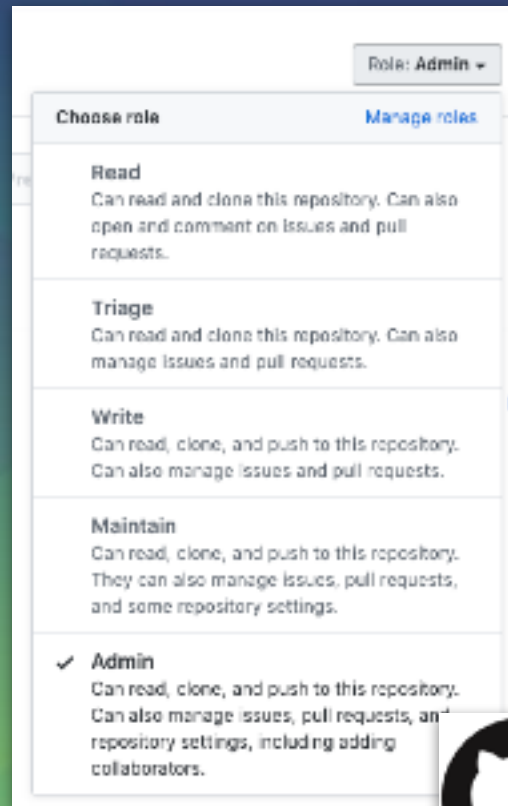 Role: Admin
Choose role
Manage roles
Read
Can read and clone this repository. Can also
open and comment on issues and pull
requests.
Triage
Can read and clone this repository. Can also
manage issues and pull requests.
Write
Can read, clone, and push to this repository.
Can also manage issues and pull requests.
Maintain
Can read, clone, and push to this repository.
They can also manage issues, pull requests,
and some repository settings.
Admin
Can read, clone, and push to this repository.
Can also manage issues, pull requests, and
repository settings, including adding
collaborators.